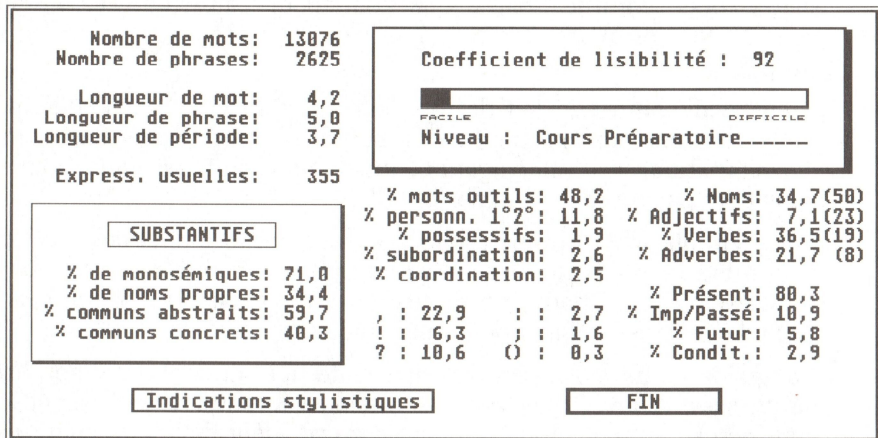 Nombre de mots: 13076
Nombre de phrases: 2625
Longueur de mot: 4,2
Longueur de phrase: 5,0
Longueur de période: 3,7
Express. usuelles: 355
Coefficient de lisibilité : 92
FACILE DIFFICILE
Niveau : Cours Préparatoire______
SUBSTANTIFS
% de monosémiques: 71,0
% de noms propres: 34,4
% communs abstraits: 59,7
% communs concrets: 40,3
% mots outils: 48,2
% personn. 1°2°: 11,8
% possessifs: 1,9
% subordination: 2,6
% coordination: 2,5
% Noms: 34,7(50)
% Adjectifs: 7,1(23)
% Verbes: 36,5(19)
% Adverbes: 21,7 (8)
, : 22,9 : : 2,7
! : 6,3 ; : 1,6
? : 10,6 () : 0,3
% Présent: 80,3
% Imp/Passé: 10,9
% Futur: 5,8
% Condit.: 2,9
Indications stylistiques
FIN